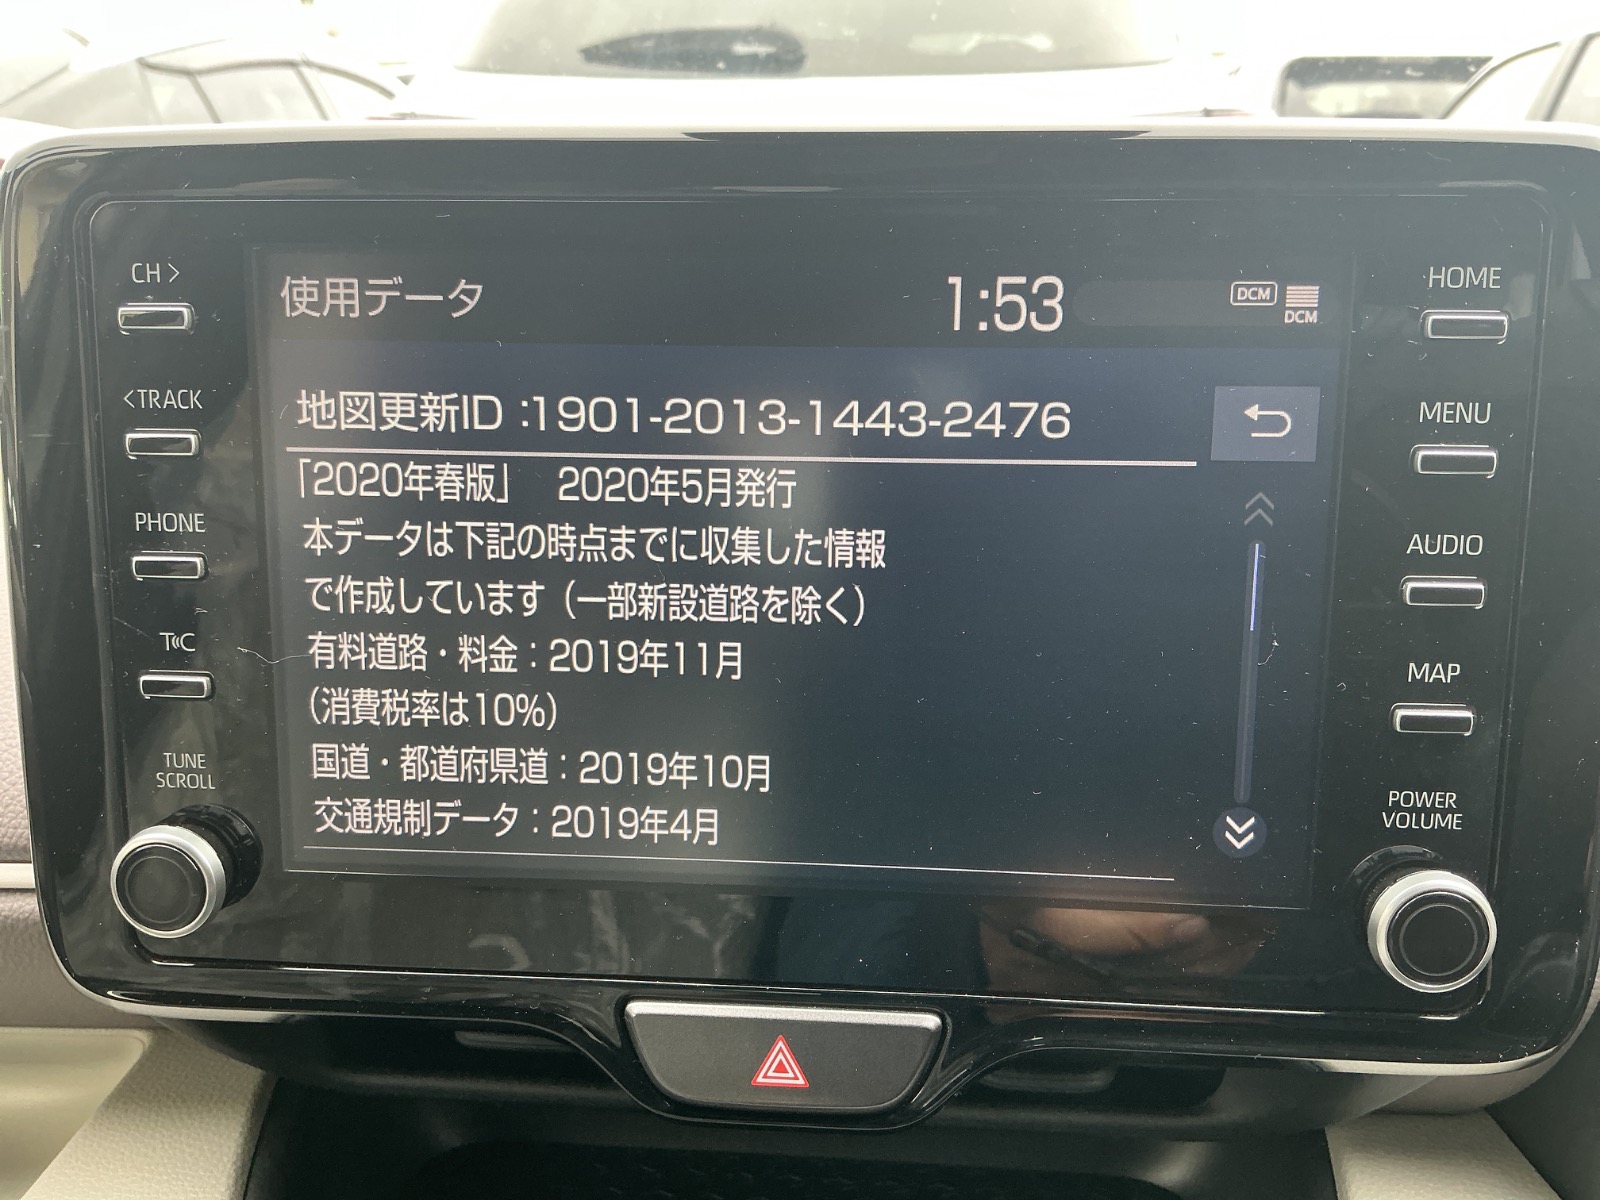 CH>
<TRACK
PHONE
T«C
TUNE
SCROLL
使用データ
1:53
DCM
DCM
地図更新ID:1901-2013-1443-2476
「2020年春版」 2020年5月発行
本データは下記の時点までに収集した情報
で作成しています（一部新設道路を除く）
有料道路・料金：2019年11月
(消費税率は10%)
国道・都道府県道：2019年10月
交通規制データ：2019年4月
HOME
MENU
AUDIO
MAP
POWER
VOLUME